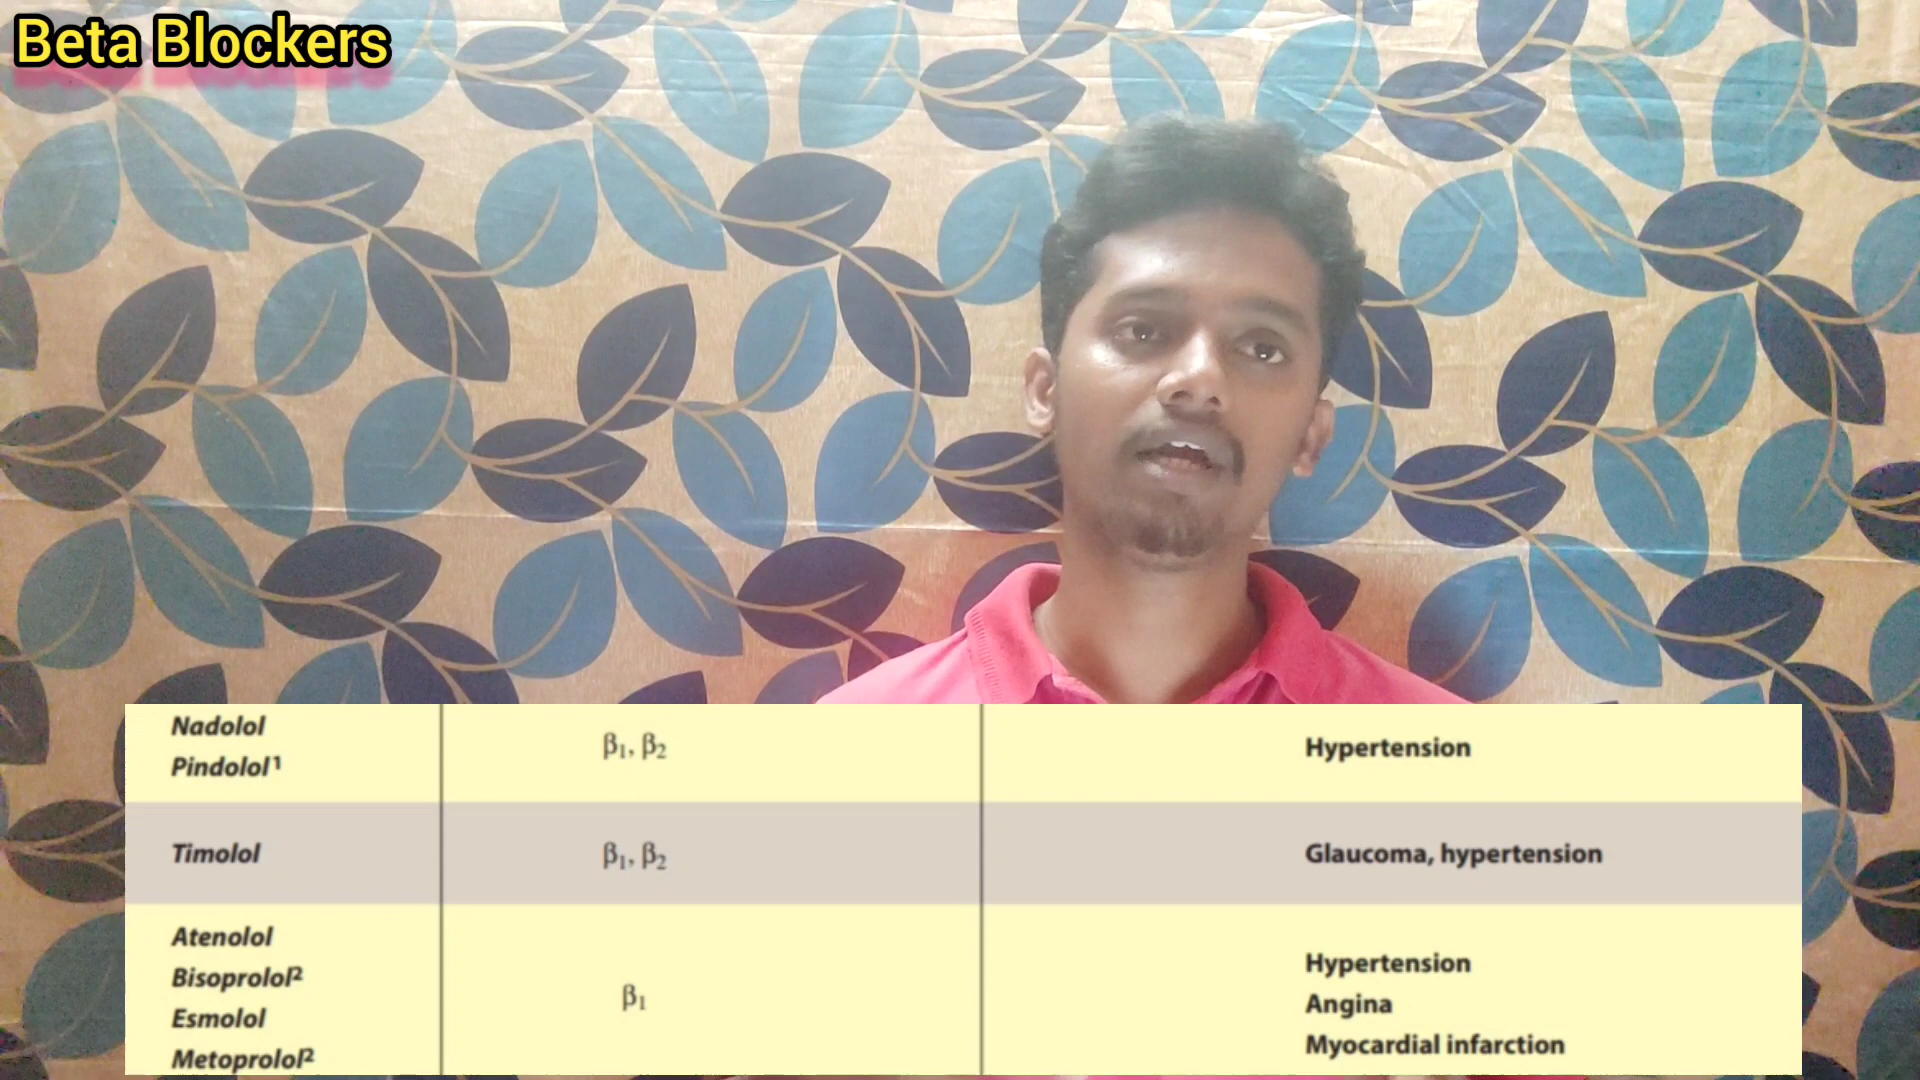 Beta Blockers
Nadolol
Pindolol¹
β₁, β₂
Hypertension
Timolol
β₁, β₂
Glaucoma, hypertension
Atenolol
Bisoprolol²
Esmolol
Metoprolol²
β₁
Hypertension
Angina
Myocardial infarction